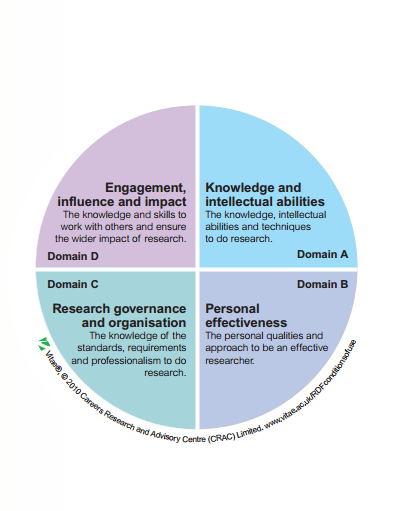 Engagement,
influence and impact
The knowledge and skills to
work with others and ensure
the wider impact of research.
Domain D
Knowledge and
intellectual abilities
The knowledge, intellectual
abilities and techniques
to do research.
Domain A
Domain C
Research governance
and organisation
The knowledge of the
standards, requirements
and professionalism to do
research.
Domain B
Personal
effectiveness
The personal qualities and
approach to be an effective
researcher.
Vitae®, © 2010 Careers Research and Advisory Centre (CRAC) Limited. www.vitae.ac.uk/RDFconditionsofuse